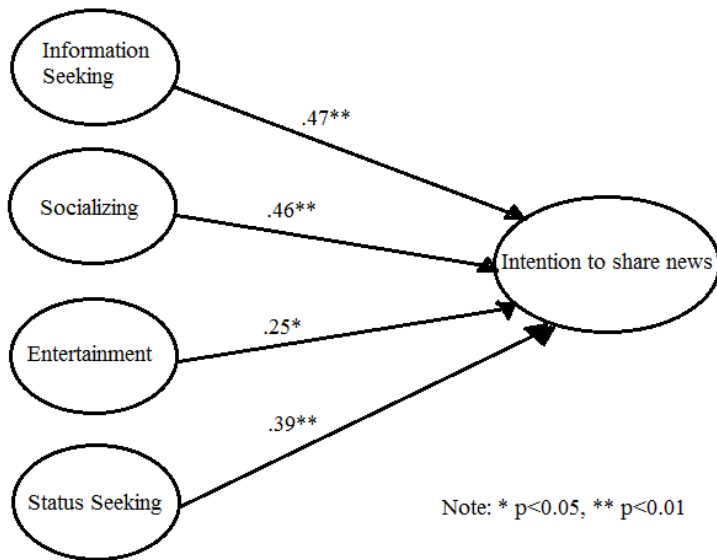 Information
Seeking
.47**
Socializing
.46**
Intention to share news
.25*
Entertainment
.39**
Status Seeking
Note: * p<0.05, ** p<0.01